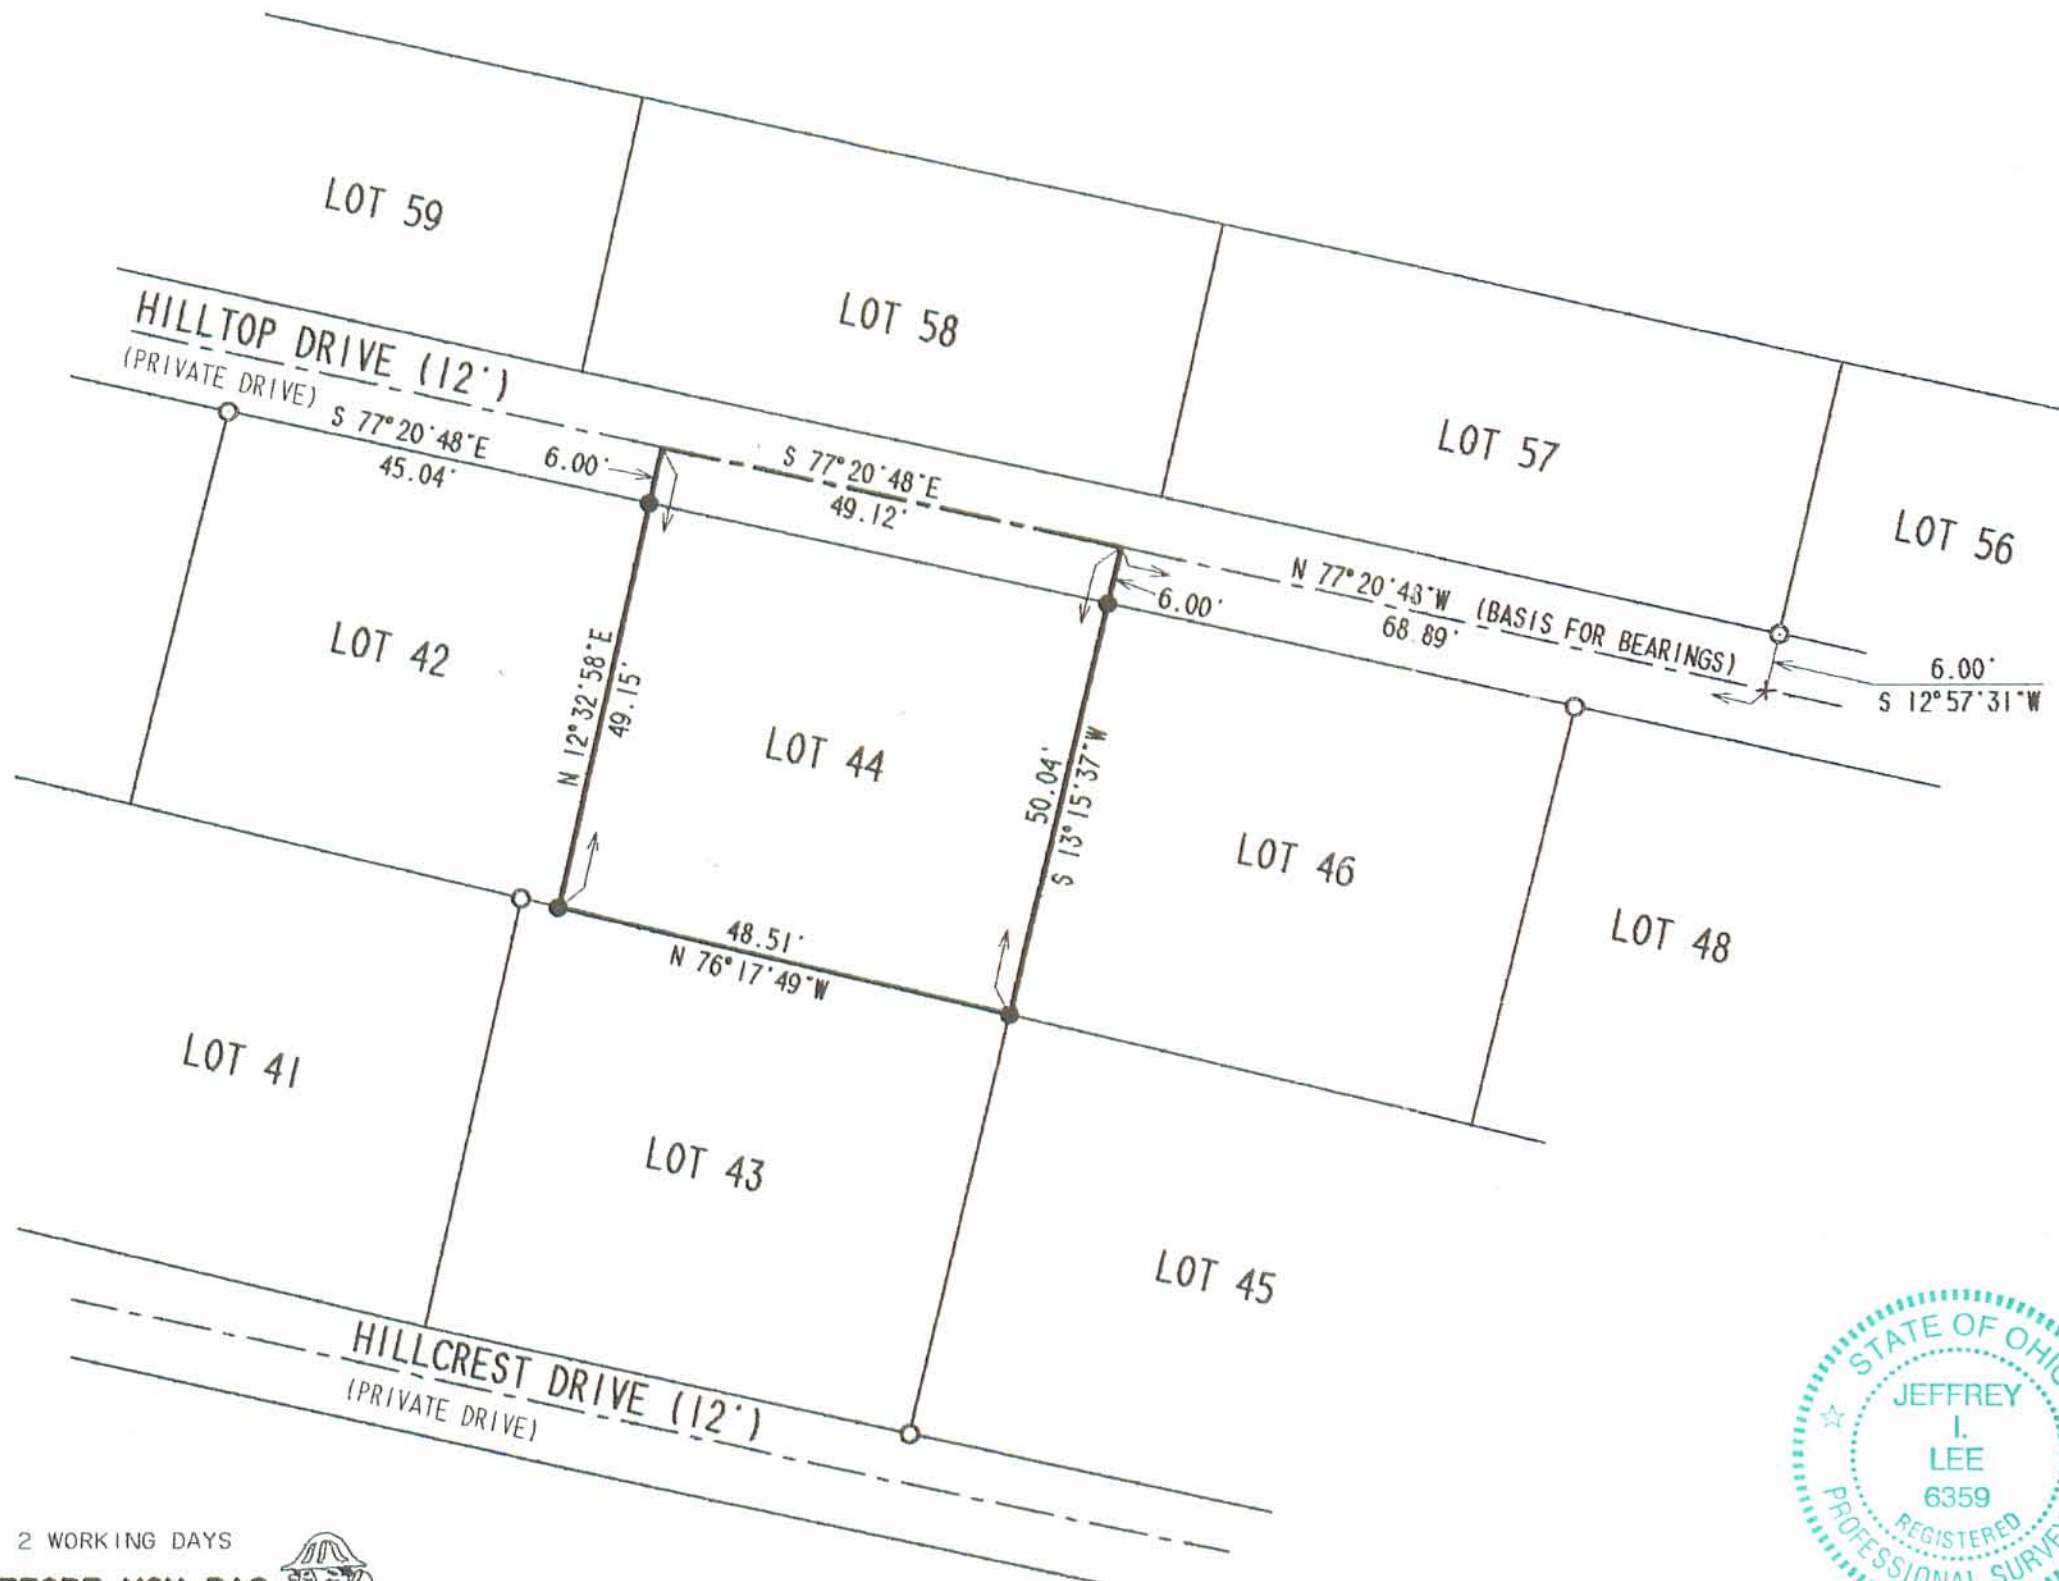 LOT 59
LOT 58
LOT 57
LOT 56
HILLTOP DRIVE (12')
(PRIVATE DRIVE)
S 77°20'48"E
45.04'
6.00'
S 77°20'48"E
49.12'
6.00'
N 77°20'48"W (BASIS FOR BEARINGS)
68.89'
6.00'
S 12°57'31"W
LOT 42
N 12°32'58"E
49.15'
LOT 44
50.04'
S 13°15'37"W
LOT 46
LOT 48
48.51'
N 76°17'49"W
LOT 41
LOT 43
LOT 45
HILLCREST DRIVE (12')
(PRIVATE DRIVE)
STATE OF OHIO
JEFFREY
I.
LEE
6359
REGISTERED
PROFESSIONAL
2 WORKING DAYS